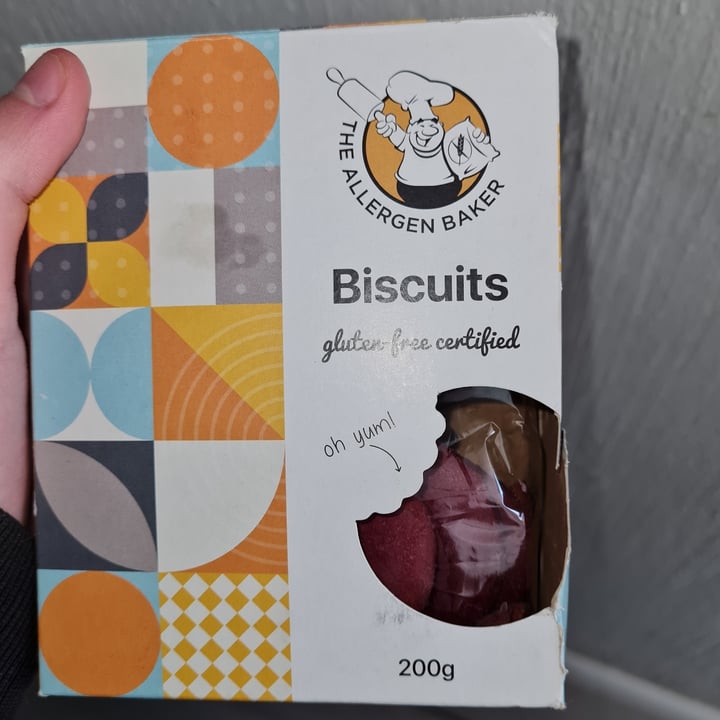 THE ALLERGEN BAKER
Biscuits
gluten-free certified
oh yum!
200g